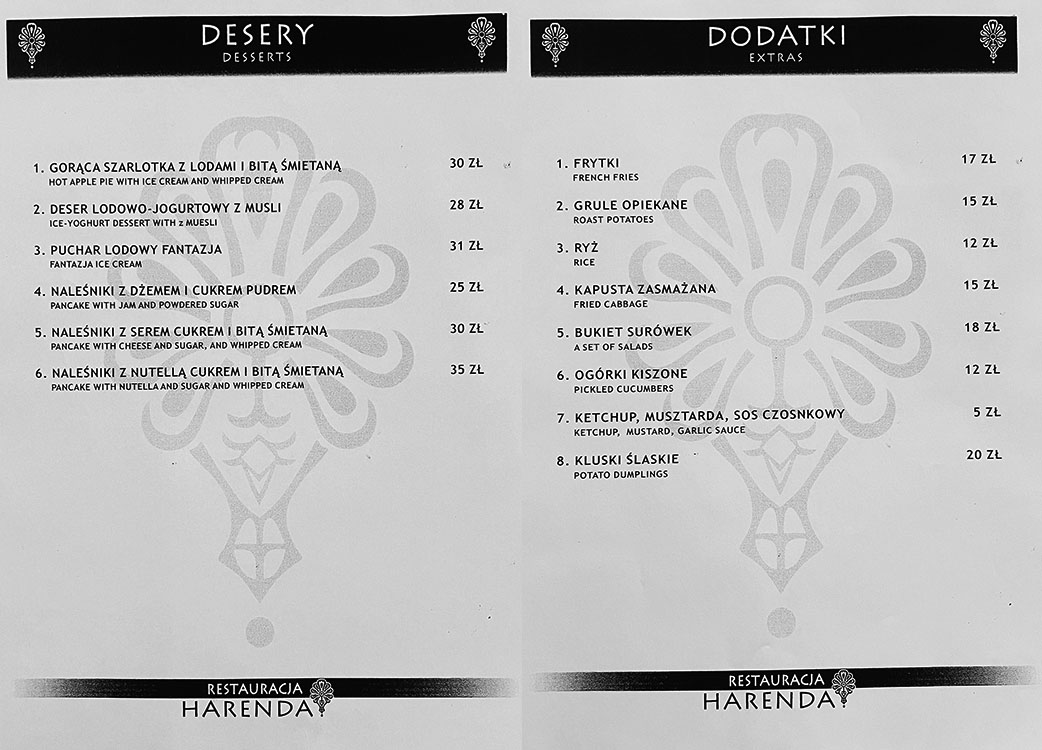 DESERY
DESSERTS
1. GORĄCA SZARLOTKA Z LODAMI I BITĄ ŚMIETANĄ 30 ZŁ
HOT APPLE PIE WITH ICE CREAM AND WHIPPED CREAM
2. DESER LODOWO-JOGURTOWY Z MUSLI 28 ZŁ
ICE-YOGHURT DESSERT WITH z MUESLI
3. PUCHAR LODOWY FANTAZJA 31 ZŁ
FANTAZJA ICE CREAM
4. NALEŚNIKI Z DŻEMEM I CUKREM PUDREM 25 ZŁ
PANCAKE WITH JAM AND POWDERED SUGAR
5. NALEŚNIKI Z SEREM CUKREM I BITĄ ŚMIETANĄ 30 ZŁ
PANCAKE WITH CHEESE AND SUGAR, AND WHIPPED CREAM
6. NALEŚNIKI Z NUTELLĄ CUKREM I BITĄ ŚMIETANĄ 35 ZŁ
PANCAKE WITH NUTELLA AND SUGAR AND WHIPPED CREAM
RESTAURACJA
HARENDA
DODATKI
EXTRAS
1. FRYTKI 17 ZŁ
FRENCH FRIES
2. GRULE OPIEKANE 15 ZŁ
ROAST POTATOES
3. RYŻ 12 ZŁ
RICE
4. KAPUSTA ZASMAŻANA 15 ZŁ
FRIED CABBAGE
5. BUKIET SURÓWEK 18 ZŁ
A SET OF SALADS
6. OGÓRKI KISZONE 12 ZŁ
PICKLED CUCUMBERS
7. KETCHUP, MUSZTARDA, SOS CZOSNKOWY 5 ZŁ
KETCHUP, MUSTARD, GARLIC SAUCE
8. KLUSKI ŚLASKIE 20 ZŁ
POTATO DUMPLINGS
RESTAURACJA
HARENDA